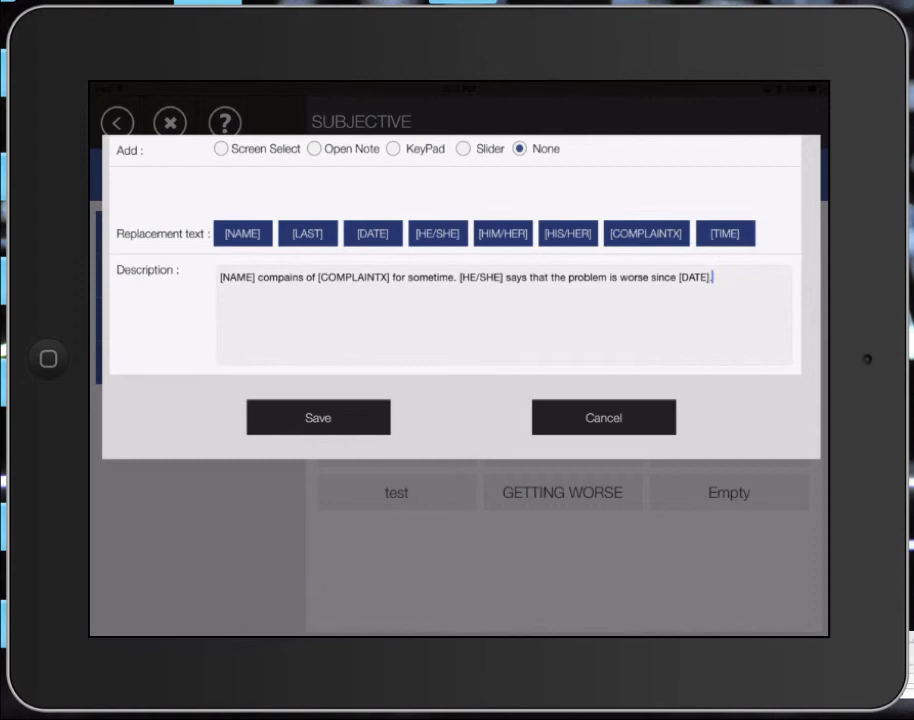 SUBJECTIVE
Add :
Screen Select Open Note KeyPad Slider None
Replacement text : [NAME] [LAST] [DATE] [HE/SHE] [HIM/HER] [HIS/HER] [COMPLAINTX] [TIME]
Description :
[NAME] compains of [COMPLAINTX] for sometime. [HE/SHE] says that the problem is worse since [DATE].
Save Cancel
test GETTING WORSE Empty